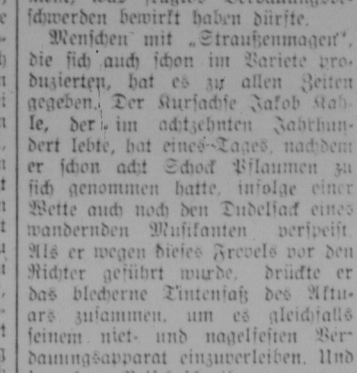 schwerden bewirkt haben dürfte.
Menschen mit „Straußenmagen“,
die sich auch schon im Variete pro-
duzierten, hat es zu allen Zeiten
gegeben. Der Kursachse Jakob Kah-
le, der im achtzehnten Jahrhun-
dert lebte, hat eines Tages, nachdem
er schon acht Schock Pflaumen zu
sich genommen hatte, infolge einer
Wette auch noch den Dudelsack eines
wandernden Musikanten verspeist.
Als er wegen dieses Frevels vor den
Richter geführt wurde, drückte er
das blecherne Tintenfaß des Aktu-
ars zusammen, um es gleichfalls
seinem niet- und nagelfesten Ver-
dauungsapparat einzuverleiben. Und